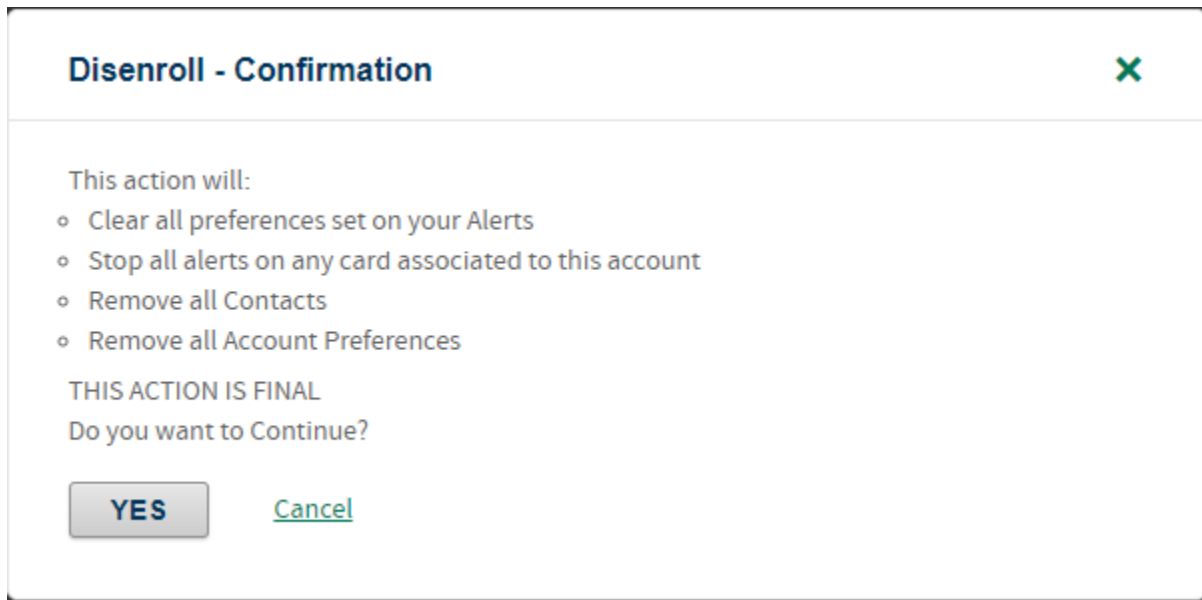 Disenroll - Confirmation
This action will:
Clear all preferences set on your Alerts
Stop all alerts on any card associated to this account
Remove all Contacts
Remove all Account Preferences
THIS ACTION IS FINAL
Do you want to Continue?
YES Cancel